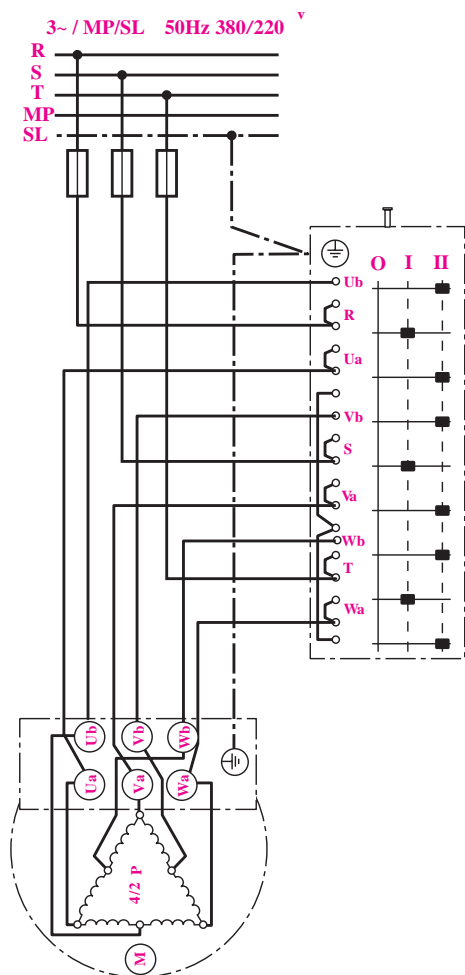 3~ / MP/SL 50Hz 380/220 v
R
S
T
MP
SL
O I II
Ub
R
Ua
Vb
S
Va
Wb
T
Wa
Ub Vb Wb
Ua Va Wa
4/2 P
M